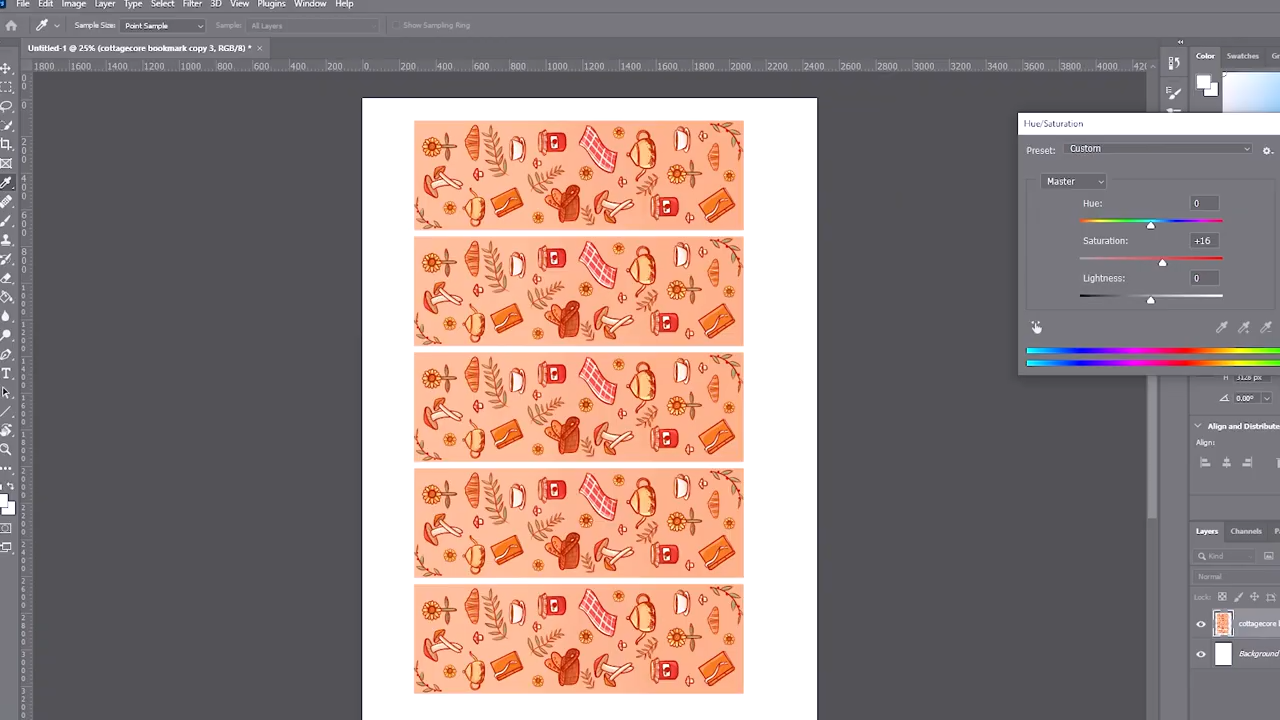 File Edit Image Layer Type Select Filter 3D View Plugins Window Help
Sample Size: Point Sample Sample: All Layers Show Sampling Ring
Untitled-1 @ 25% (cottagecore bookmark copy 3, RGB/8) * ×
1800 1600 1400 1200 1000 800 600 400 200 0 200 400 600 800 1000 1200 1400 1600 1800 2000 2200 2400 2600 2800 3000 3200 3400 3600 3800 4000
Color Swatches
Hue/Saturation
Preset: Custom
Master
Hue: 0
Saturation: +16
Lightness: 0
H 3128 px
0.00°
Align and Distribute
Align:
Layers Channels
Kind
Normal
Lock:
cottagecore
Background